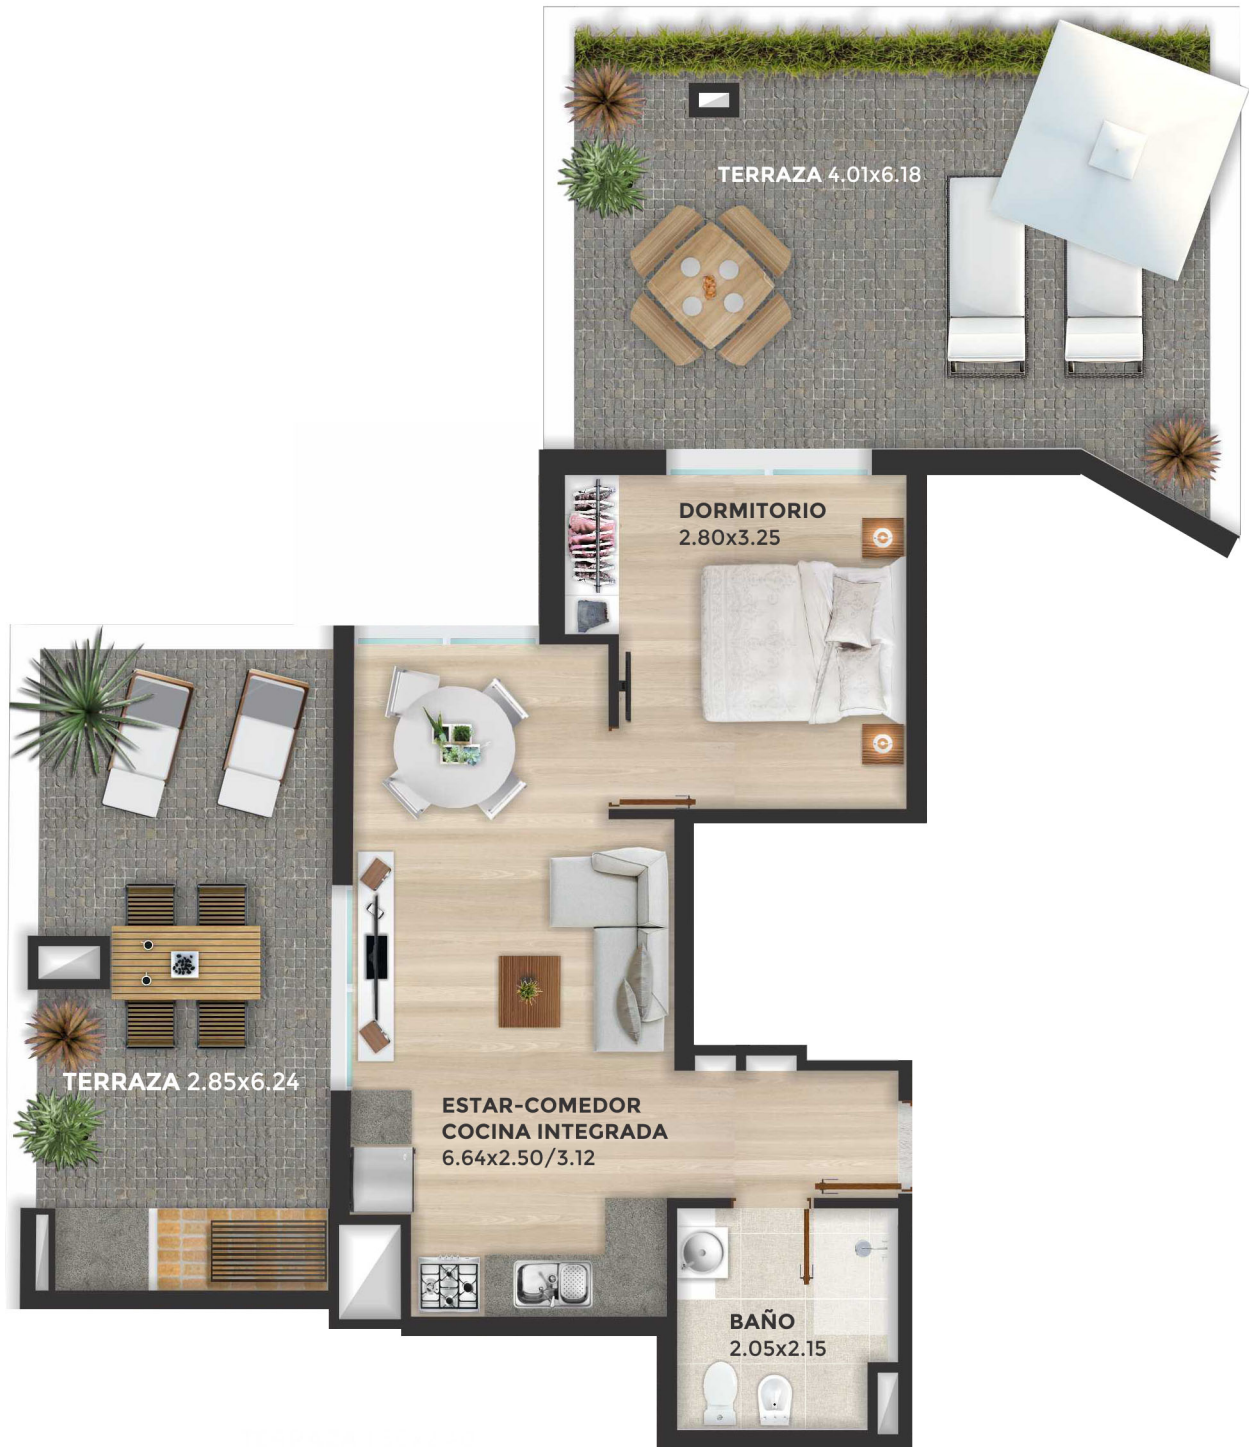 TERRAZA 4.01x6.18
DORMITORIO
2.80x3.25
TERRAZA 2.85x6.24
ESTAR-COMEDOR
COCINA INTEGRADA
6.64x2.50/3.12
BAÑO
2.05x2.15